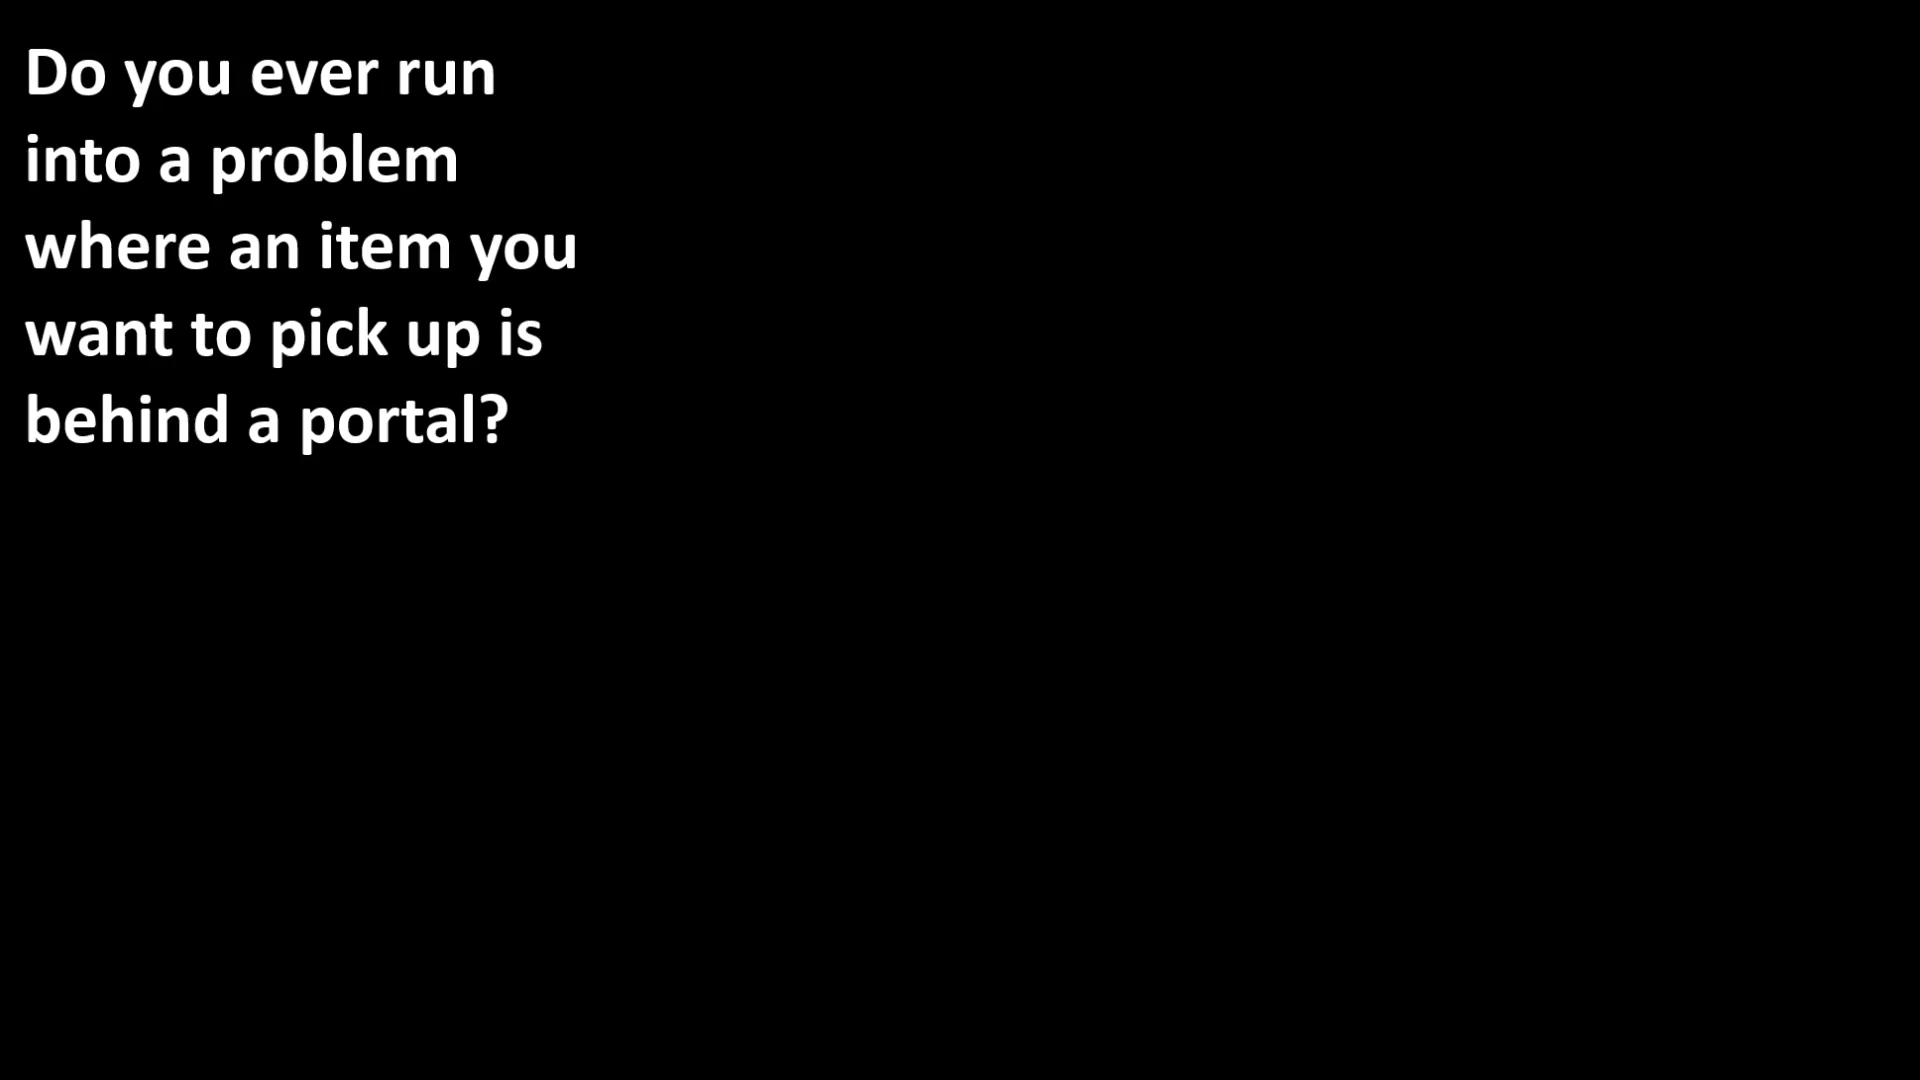 Do you ever run
into a problem
where an item you
want to pick up is
behind a portal?